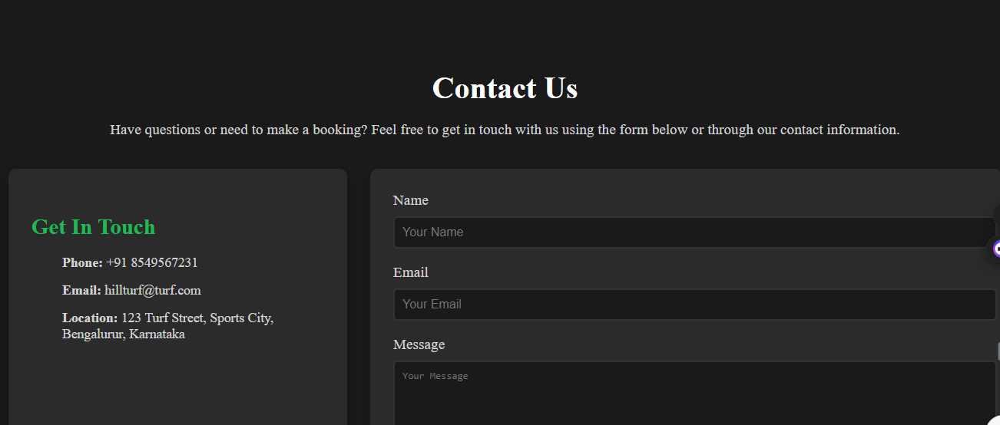 Contact Us
Have questions or need to make a booking? Feel free to get in touch with us using the form below or through our contact information.
Get In Touch
Phone: +91 8549567231
Email: hillturf@turf.com
Location: 123 Turf Street, Sports City,
Bengalurur, Karnataka
Name
Your Name
Email
Your Email
Message
Your Message